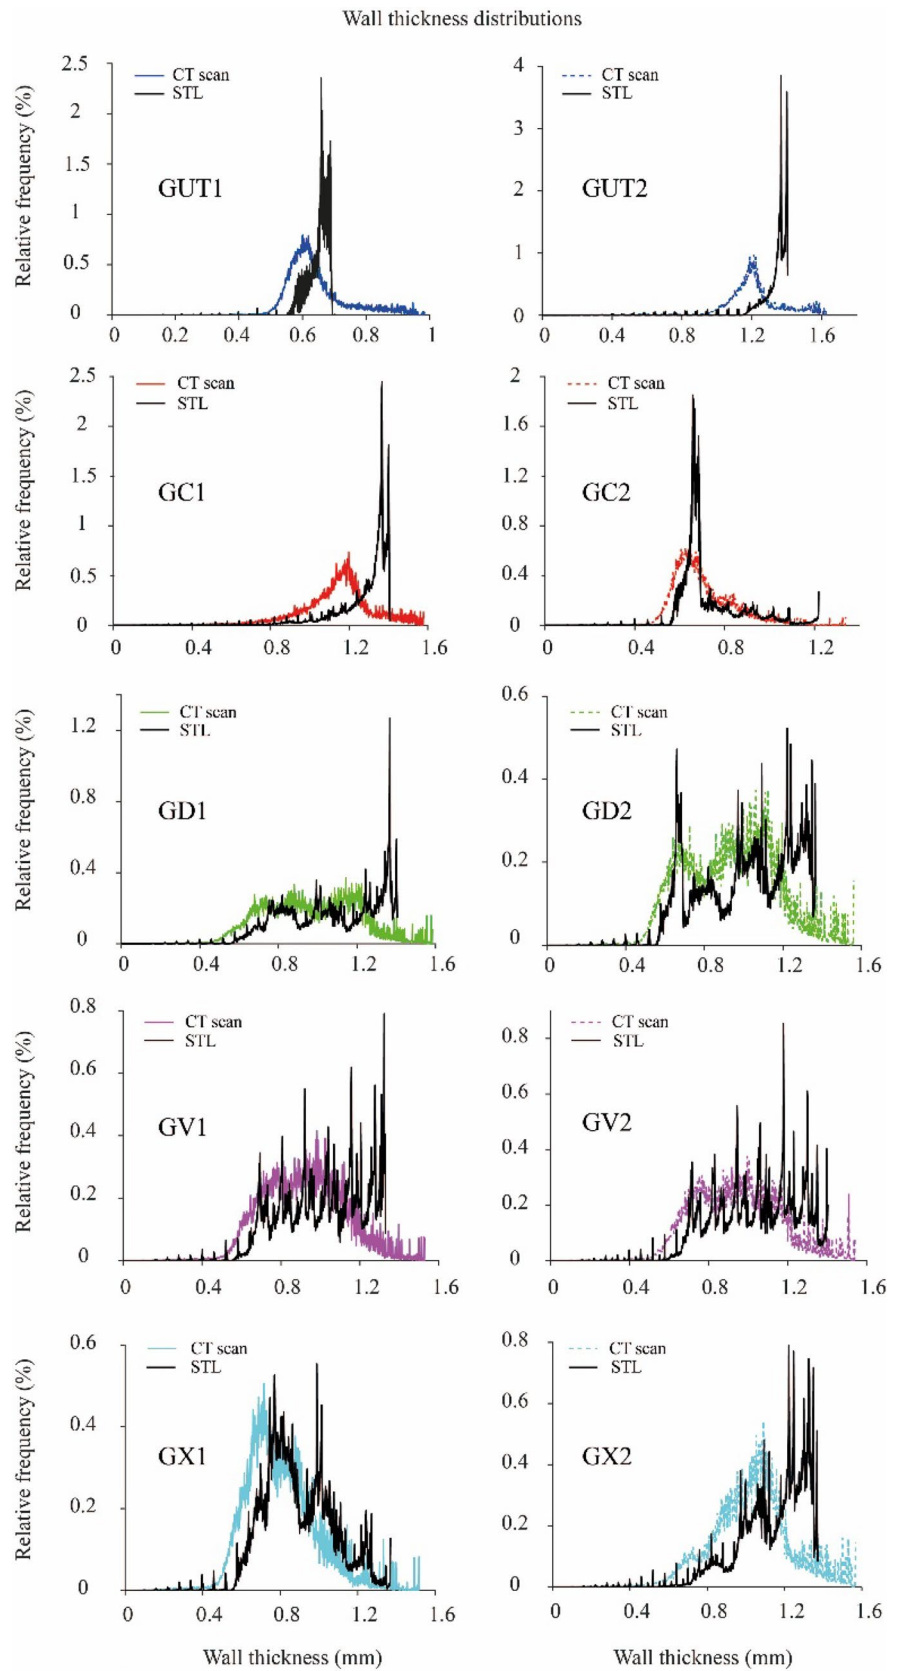 Wall thickness distributions
2.5
CT scan
STL
2
1.5
GUT1
1
0.5
0
0 0.2 0.4 0.6 0.8 1
Relative frequency (%)
4
CT scan
STL
3
GUT2
2
1
0
0 0.4 0.8 1.2 1.6
2.5
CT scan
STL
2
1.5
GC1
1
0.5
0
0 0.4 0.8 1.2 1.6
Relative frequency (%)
2
CT scan
STL
1.6
1.2
GC2
0.8
0.4
0
0 0.4 0.8 1.2
CT scan
STL
1.2
0.8
GD1
0.4
0
0 0.4 0.8 1.2 1.6
Relative frequency (%)
0.6
CT scan
STL
0.4
GD2
0.2
0
0 0.4 0.8 1.2 1.6
0.8
CT scan
STL
0.6
0.4
GV1
0.2
0
0 0.4 0.8 1.2 1.6
Relative frequency (%)
CT scan
STL
0.8
0.6
0.4
GV2
0.2
0
0 0.4 0.8 1.2 1.6
0.6
CT scan
STL
0.4
GX1
0.2
0
0 0.4 0.8 1.2 1.6
Relative frequency (%)
Wall thickness (mm)
0.8
CT scan
STL
0.6
0.4
GX2
0.2
0
0 0.4 0.8 1.2 1.6
Wall thickness (mm)